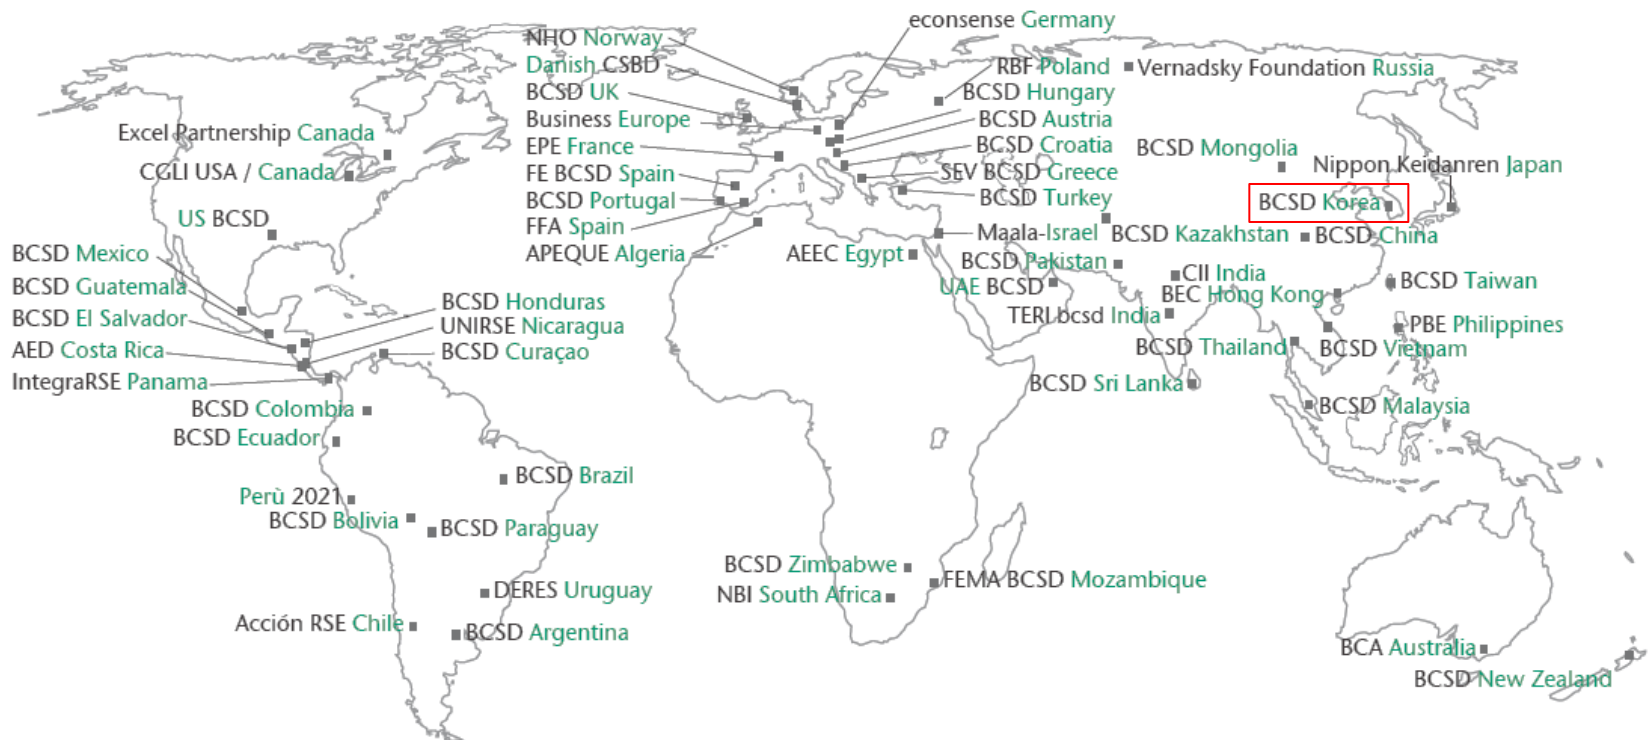 econsense Germany
NHO Norway
Danish CSBD
RBF Poland
Vernadsky Foundation Russia
BCSD UK
BCSD Hungary
Business Europe
BCSD Austria
Excel Partnership Canada
EPE France
BCSD Croatia
BCSD Mongolia
Nippon Keidanren Japan
CGLI USA / Canada
FE BCSD Spain
SEV BCSD Greece
BCSD Portugal
BCSD Turkey
BCSD Korea
US BCSD
FFA Spain
Maala-Israel
BCSD Kazakhstan
BCSD China
BCSD Mexico
APEQUE Algeria
AEEC Egypt
BCSD Pakistan
CII India
BCSD Guatemala
UAE BCSD
BEC Hong Kong
BCSD Taiwan
BCSD Honduras
BCSD El Salvador
UNIRSE Nicaragua
TERI bcsd India
PBE Philippines
AED Costa Rica
BCSD Curaçao
BCSD Thailand
BCSD Vietnam
IntegraRSE Panama
BCSD Sri Lanka
BCSD Colombia
BCSD Malaysia
BCSD Ecuador
BCSD Brazil
Perù 2021
BCSD Bolivia
BCSD Paraguay
BCSD Zimbabwe
FEMA BCSD Mozambique
DERES Uruguay
NBI South Africa
Acción RSE Chile
BCSD Argentina
BCA Australia
BCSD New Zealand